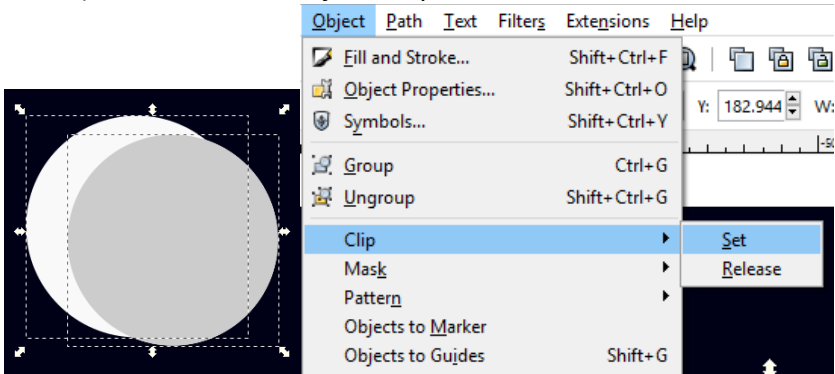 Object Path Text Filters Extensions Help
Fill and Stroke... Shift+Ctrl+F
Object Properties... Shift+Ctrl+O
Y: 182.944 W:
Symbols... Shift+Ctrl+Y
Group Ctrl+G
Ungroup Shift+Ctrl+G
Clip Set
Mask Release
Pattern
Objects to Marker
Objects to Guides Shift+G